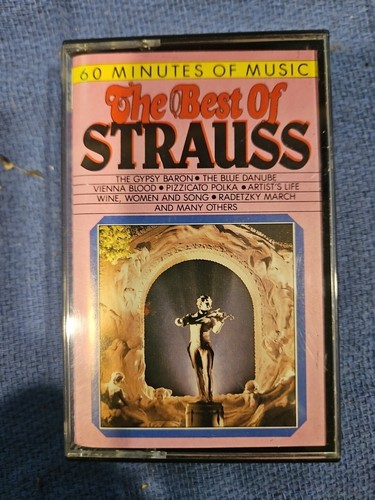 60 MINUTES OF MUSIC
The Best Of
STRAUSS
THE GYPSY BARON • THE BLUE DANUBE
VIENNA BLOOD • PIZZICATO POLKA • ARTIST'S LIFE
WINE, WOMEN AND SONG • RADETZKY MARCH
AND MANY OTHERS